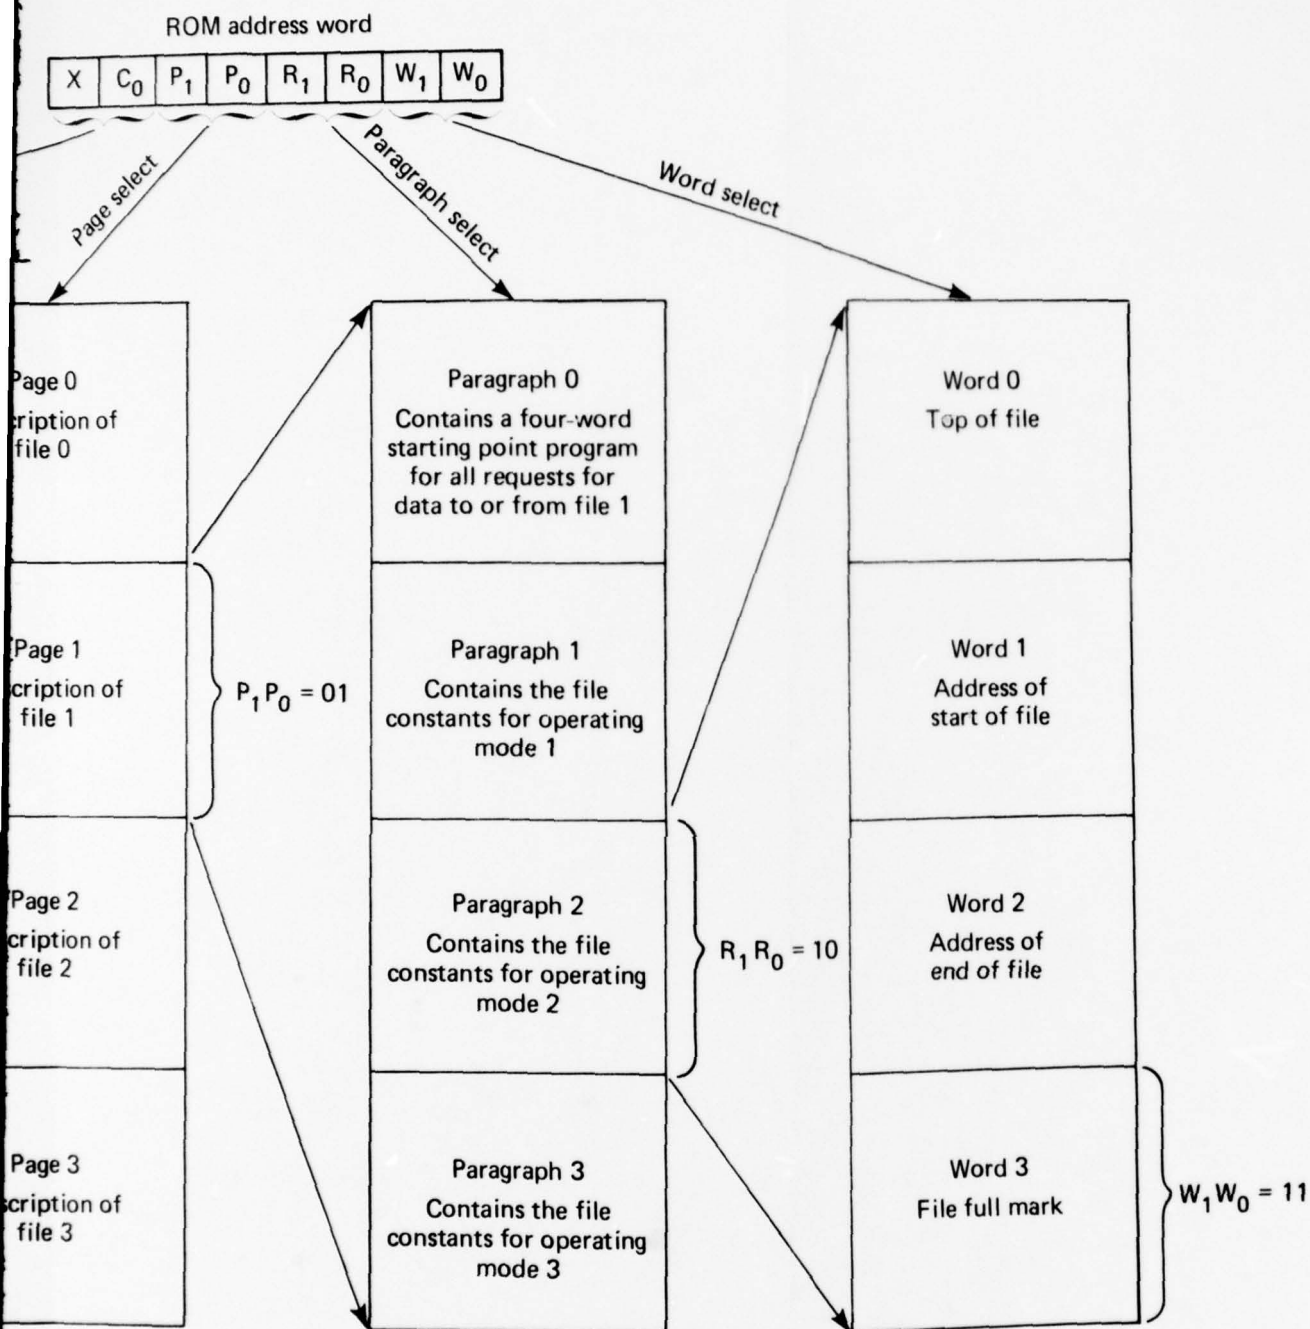 ROM address word
X C₀ P₁ P₀ R₁ R₀ W₁ W₀
Page select
Paragraph select
Word select
Page 0
file 0
of
Page 1
of
file 1
P₁P₀ = 01
Page 2
of
file 2
Page 3
of
file 3
Paragraph 0
Contains a four-word
starting point program
for all requests for
data to or from file 1
Paragraph 1
Contains the file
constants for operating
mode 1
Paragraph 2
Contains the file
constants for operating
mode 2
R₁R₀ = 10
Paragraph 3
Contains the file
constants for operating
mode 3
Word 0
Top of file
Word 1
Address of
start of file
Word 2
Address of
end of file
Word 3
File full mark
W₁W₀ = 11